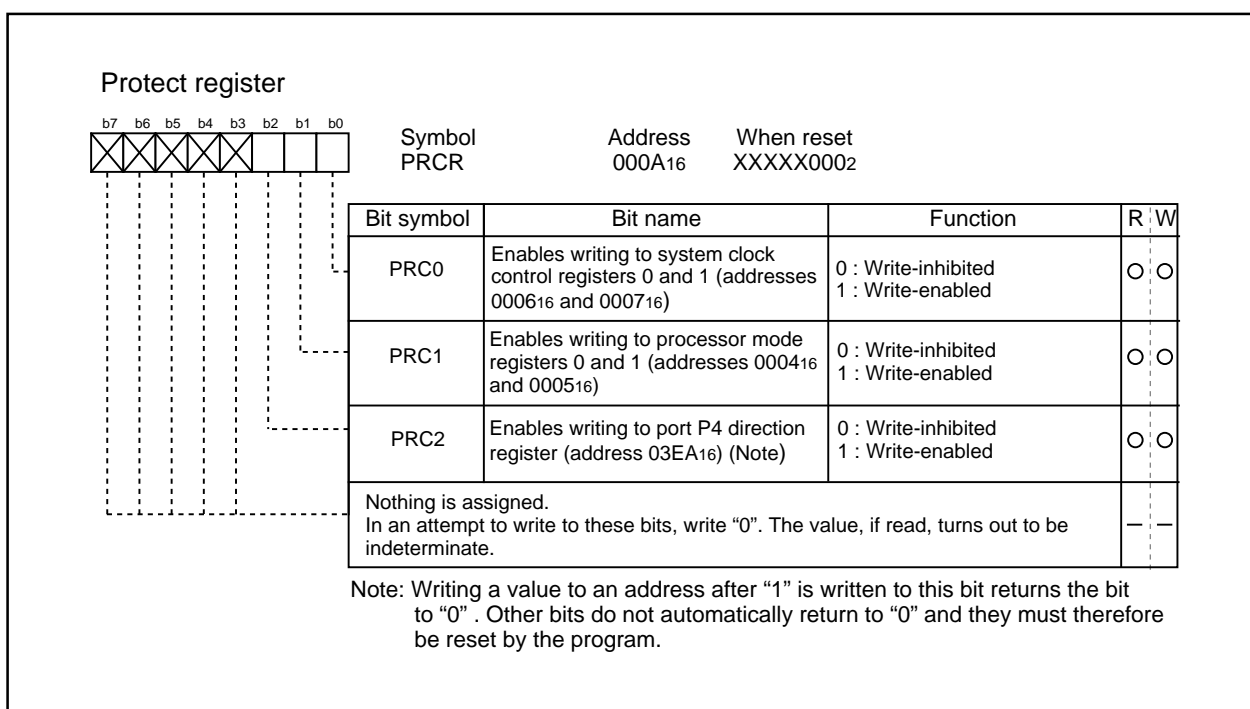 Protect register
b7 b6 b5 b4 b3 b2 b1 b0
Symbol Address When reset
PRCR 000A16 XXXXX0002
Bit symbol Bit name Function R W
PRC0 Enables writing to system clock control registers 0 and 1 (addresses 000616 and 000716) 0 : Write-inhibited 1 : Write-enabled
PRC1 Enables writing to processor mode registers 0 and 1 (addresses 000416 and 000516) 0 : Write-inhibited 1 : Write-enabled
PRC2 Enables writing to port P4 direction register (address 03EA16) (Note) 0 : Write-inhibited 1 : Write-enabled
Nothing is assigned.
In an attempt to write to these bits, write “0”. The value, if read, turns out to be
indeterminate.
Note: Writing a value to an address after “1” is written to this bit returns the bit
to “0” . Other bits do not automatically return to “0” and they must therefore
be reset by the program.